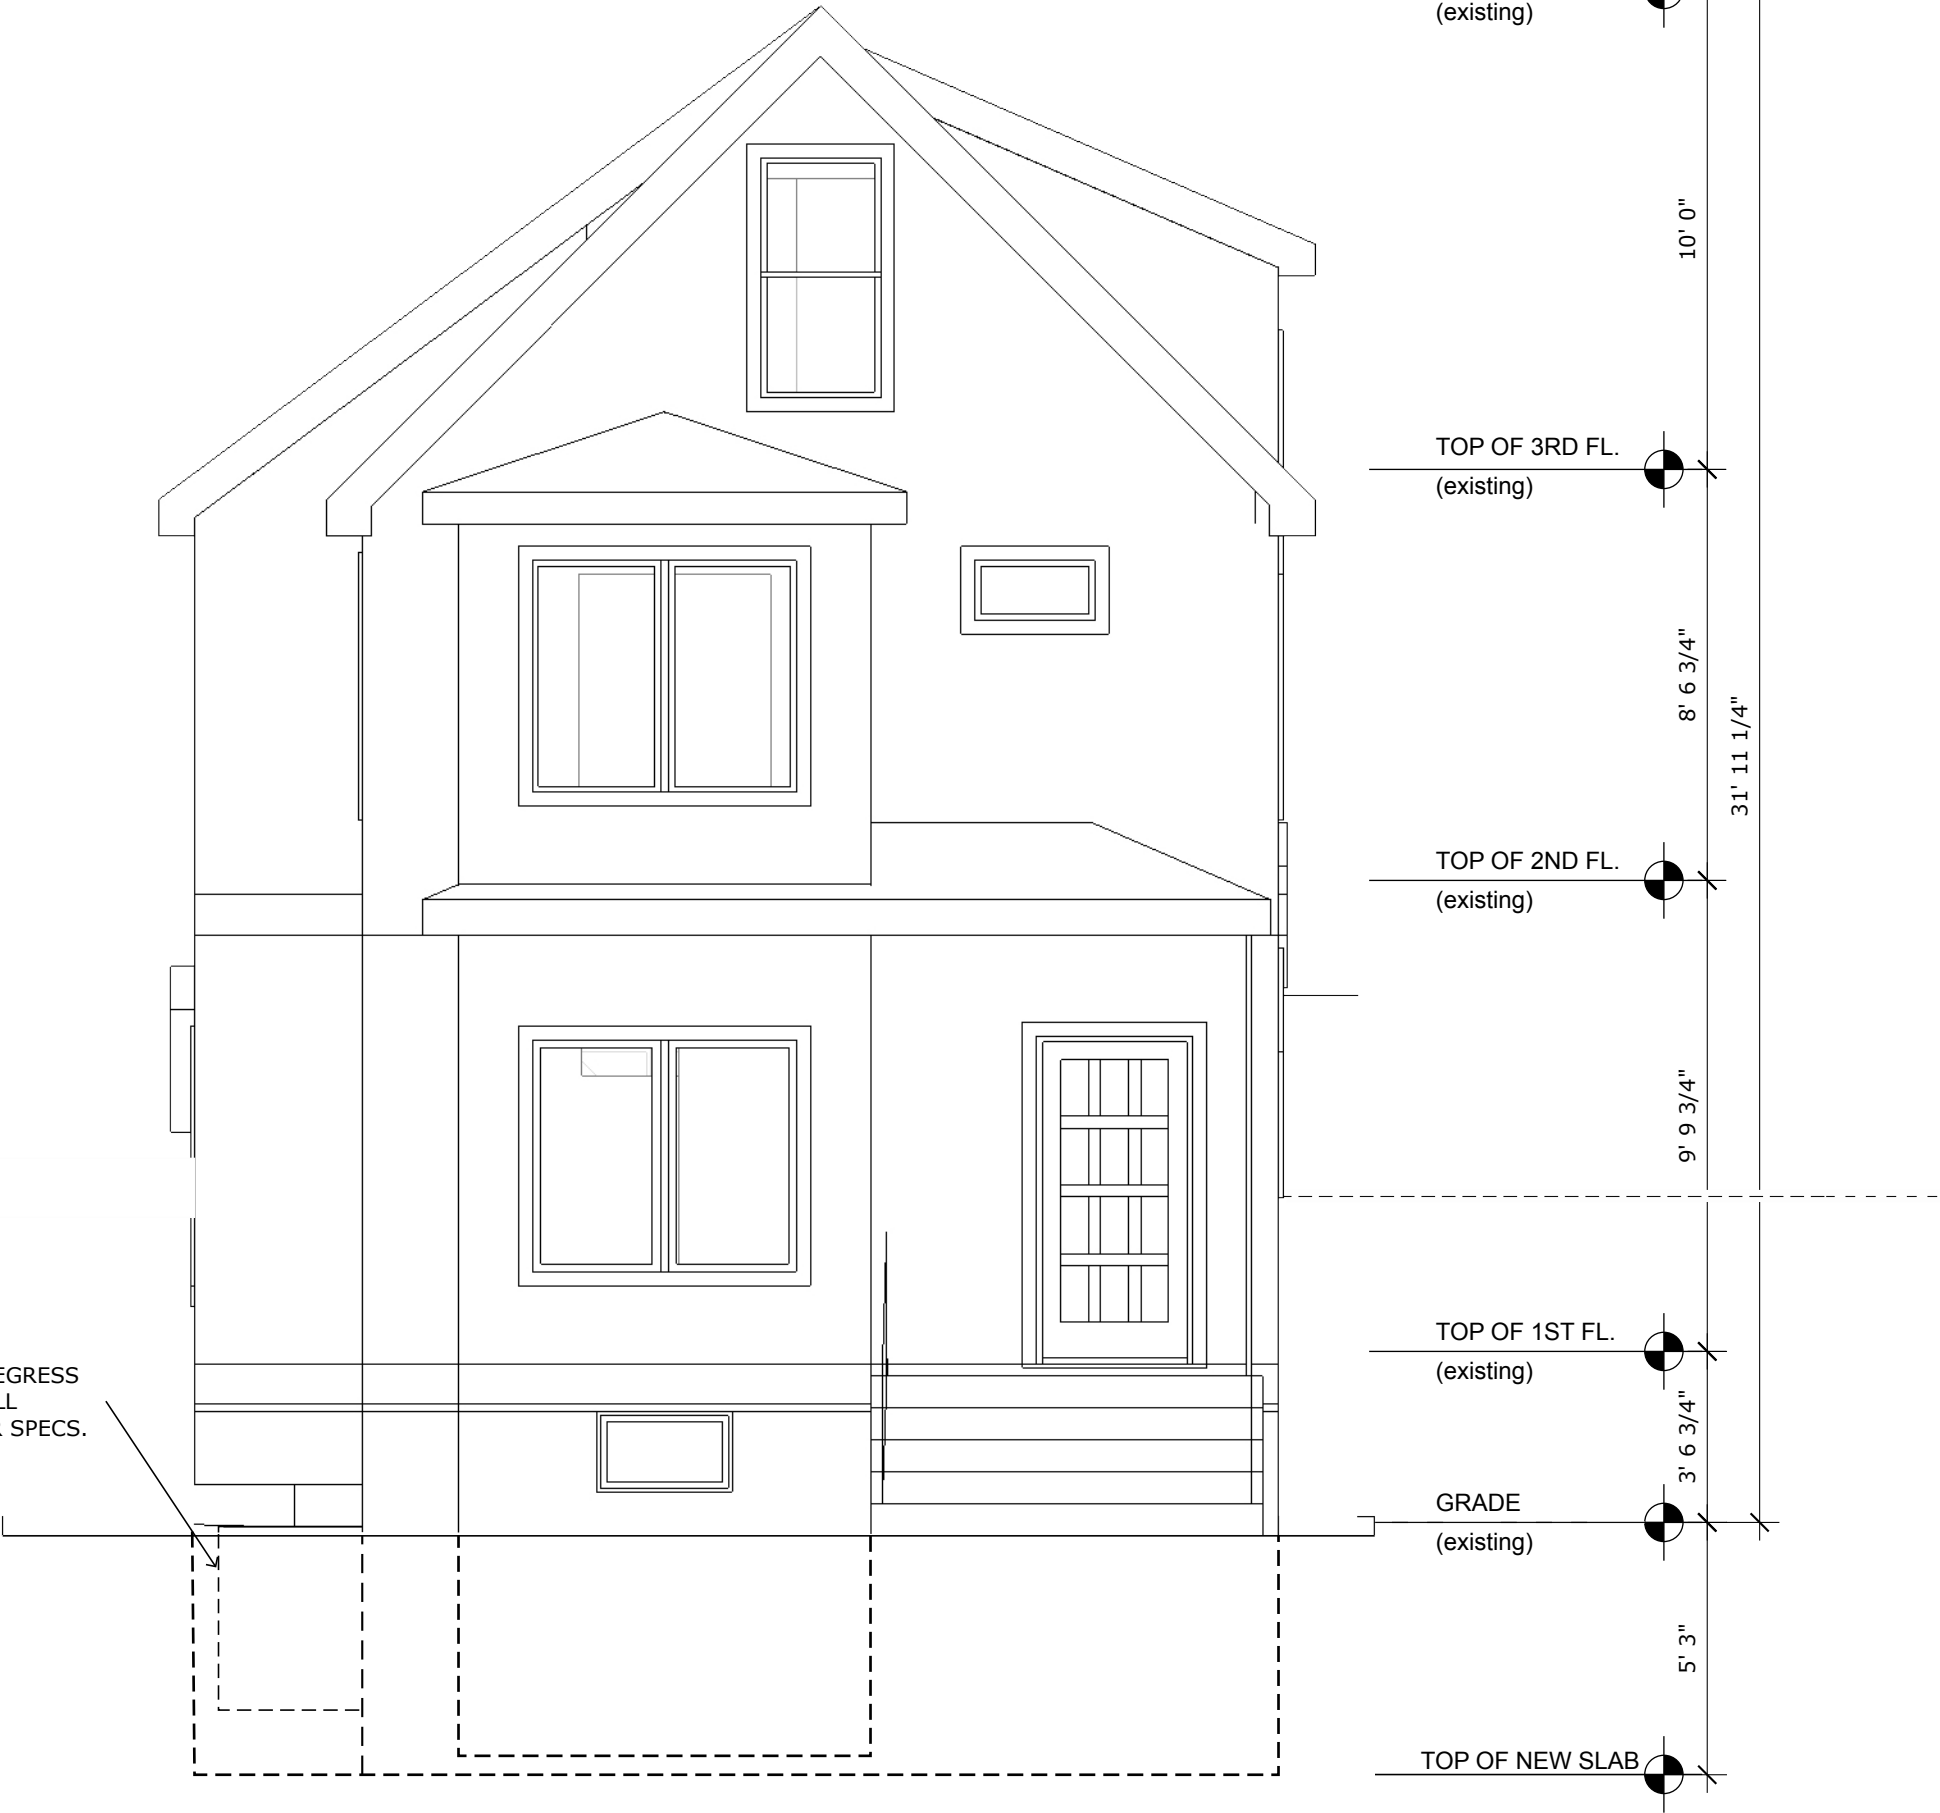 (existing)
10' 0"
TOP OF 3RD FL.
(existing)
8' 6 3/4"
31' 11 1/4"
TOP OF 2ND FL.
(existing)
9' 9 3/4"
TOP OF 1ST FL.
(existing)
EGRESS
SPECS.
3' 6 3/4"
GRADE
(existing)
5' 3"
TOP OF NEW SLAB